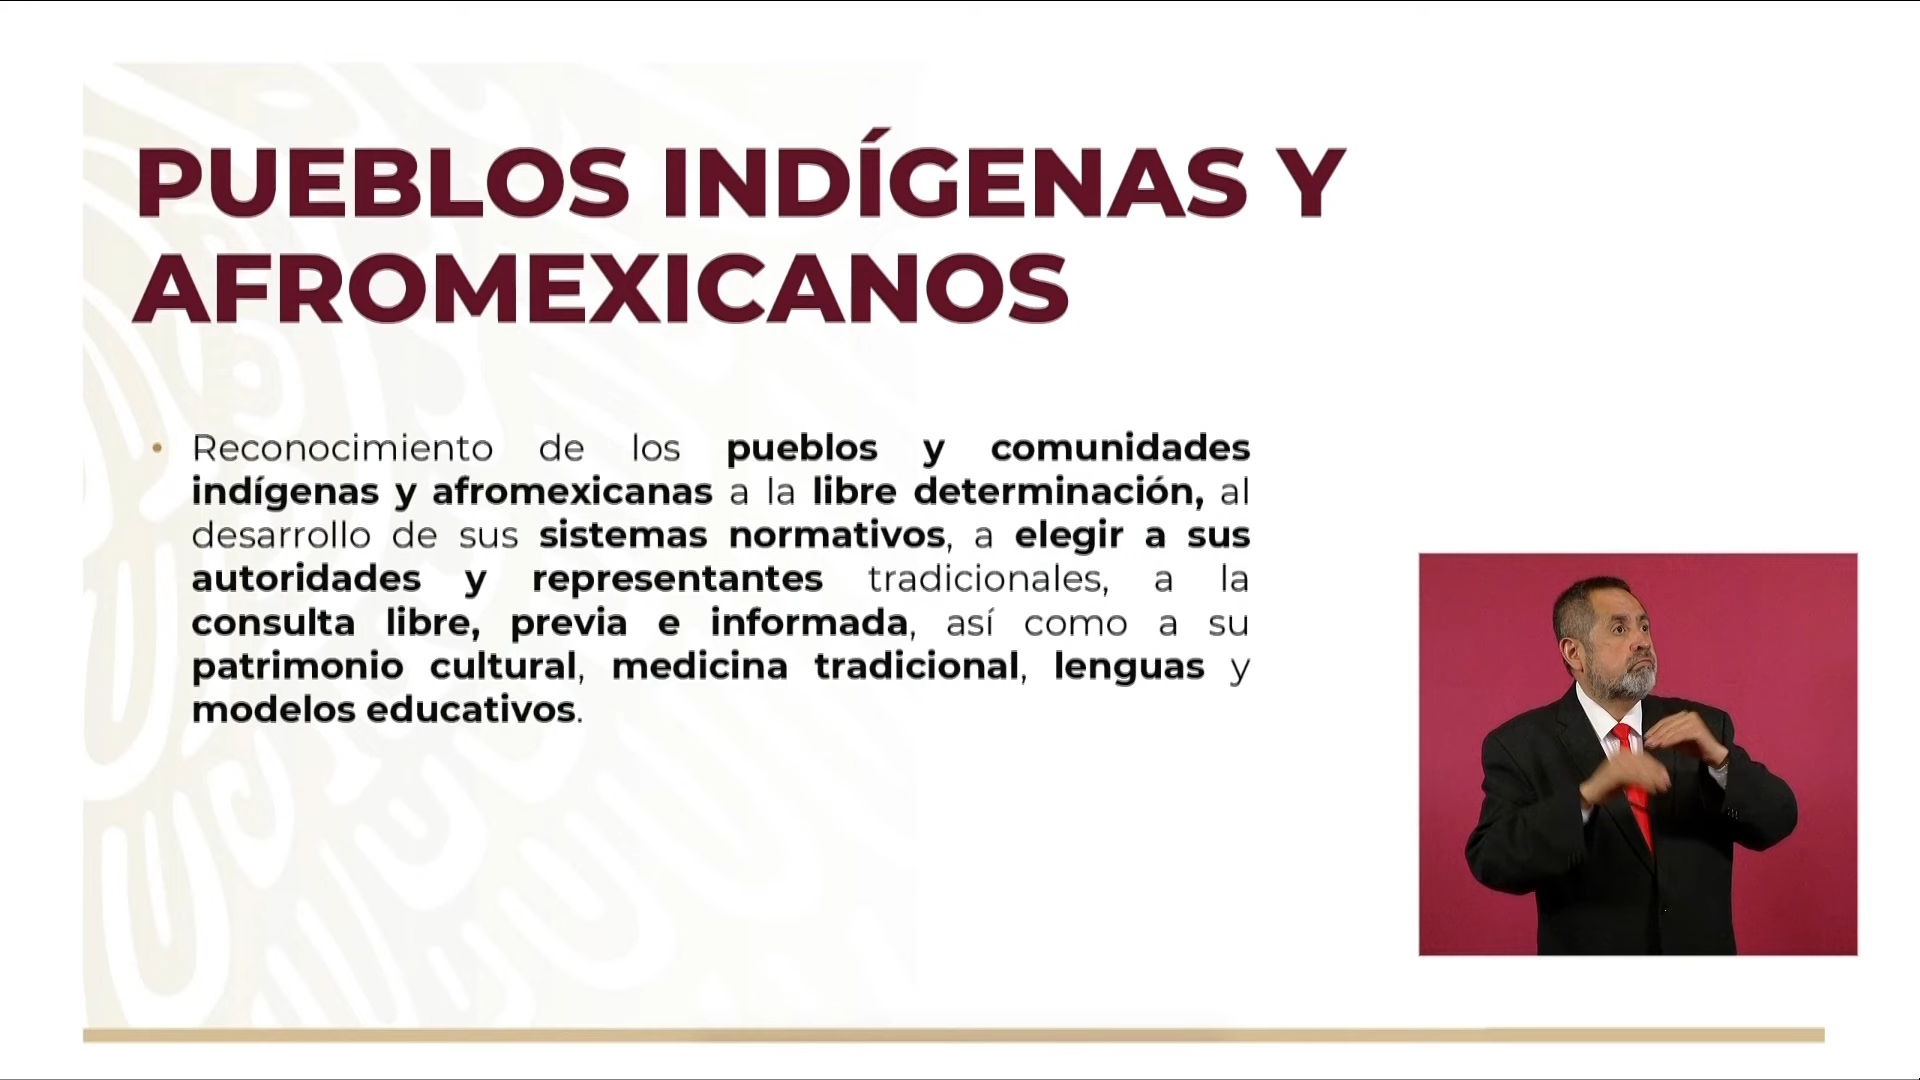 PUEBLOS INDÍGENAS Y
AFROMEXICANOS
• Reconocimiento de los pueblos y comunidades
indígenas y afromexicanas a la libre determinación, al
desarrollo de sus sistemas normativos, a elegir a sus
autoridades y representantes tradicionales, a la
consulta libre, previa e informada, así como a su
patrimonio cultural, medicina tradicional, lenguas y
modelos educativos.